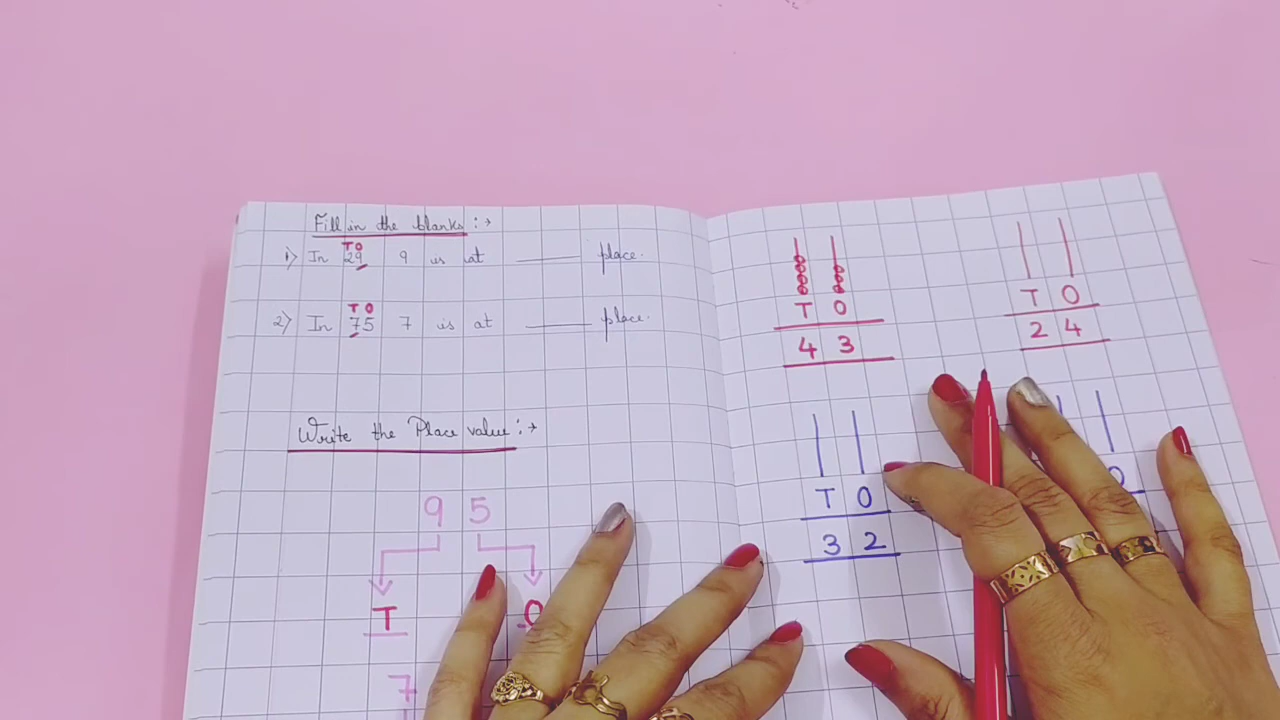 Fill in the blanks :→
T O
1) In 29 9 is at ______ place.
T O
2) In 75 7 is at ______ place.
Write the Place value :→
9 5
T O
7
T O
4 3
T O
2 4
T O
3 2
O